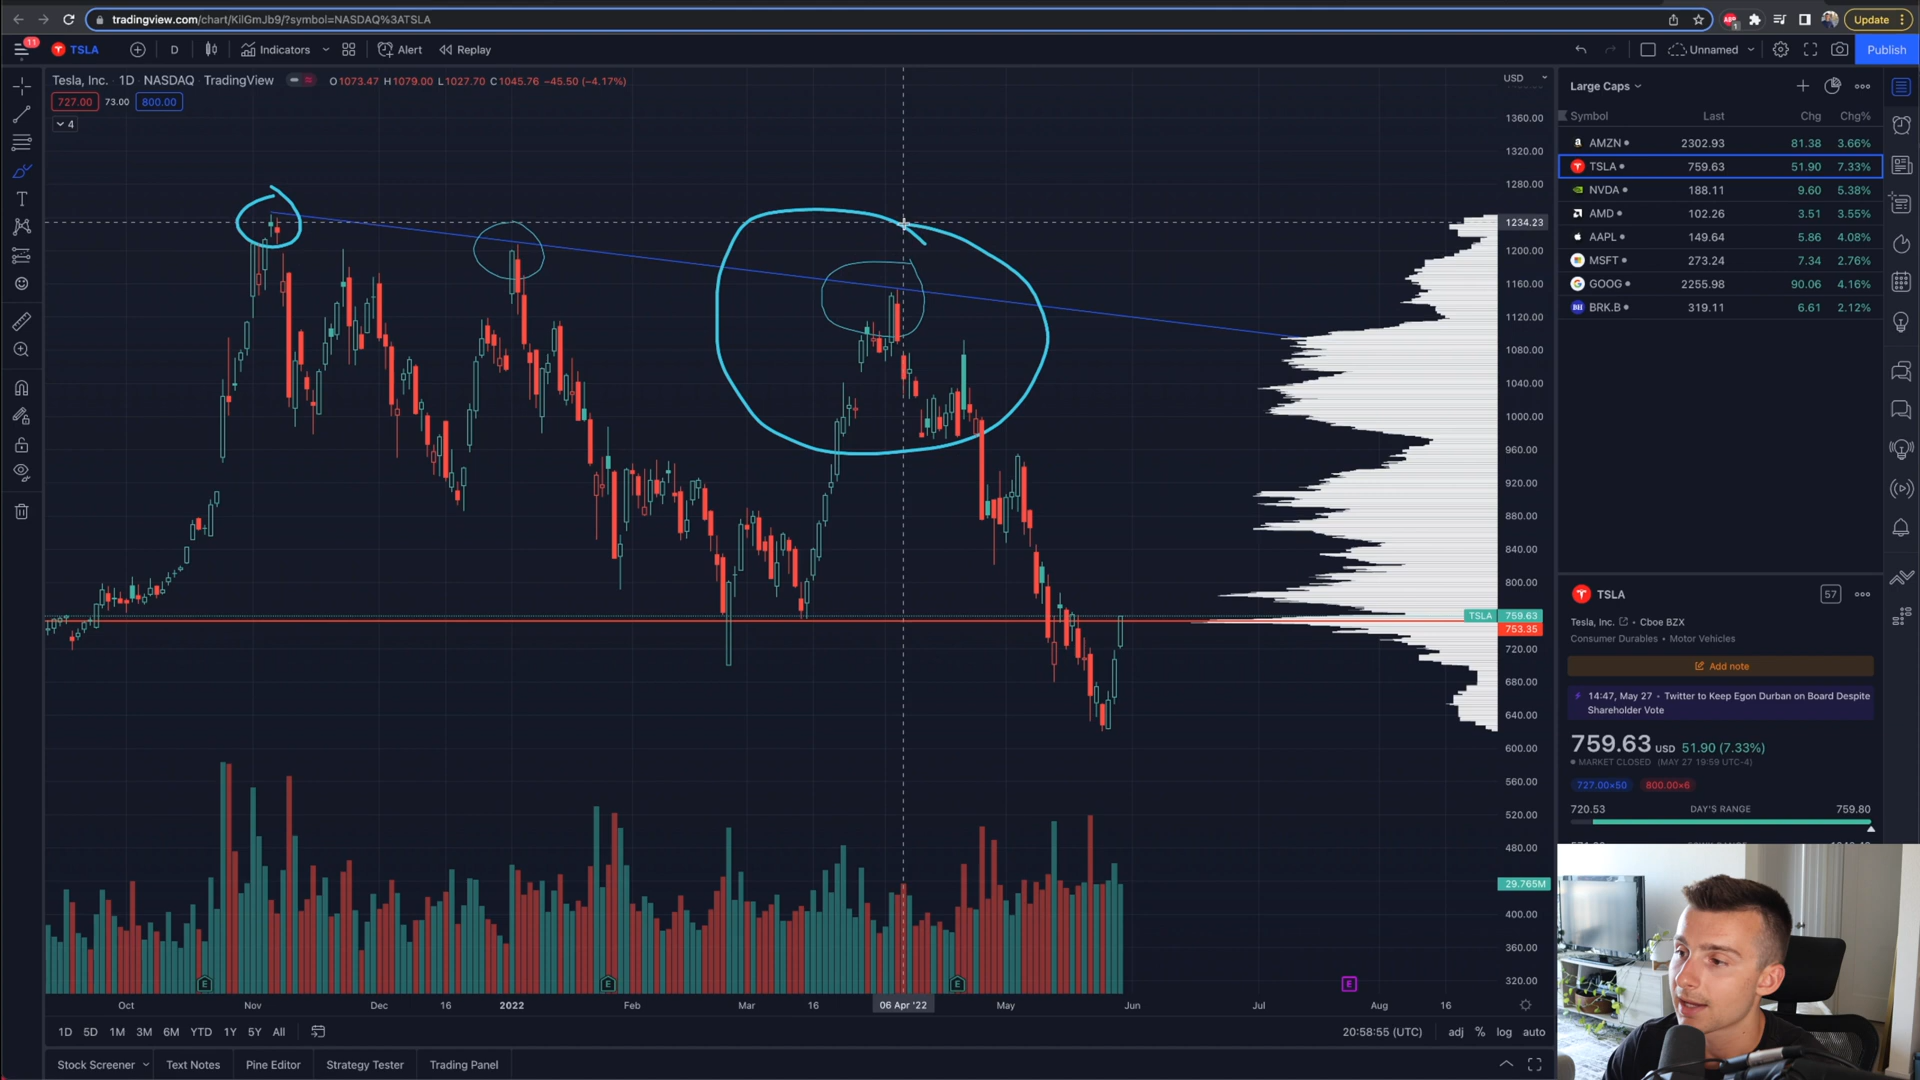 tradingview.com/chart/KilGmJb9/?symbol=NASDAQ%3ATSLA
Update
11
TSLA
D
Indicators
Alert
Replay
Unnamed
Publish
Tesla, Inc. 1D NASDAQ TradingView
O1073.47 H1079.00 L1027.70 C1045.76 −45.50 (−4.17%)
727.00 73.00 800.00
4
USD
1360.00
1320.00
1280.00
1234.23
1200.00
1160.00
1120.00
1080.00
1040.00
1000.00
960.00
920.00
880.00
840.00
800.00
TSLA 759.63
753.35
720.00
680.00
640.00
600.00
560.00
520.00
480.00
29.765M
400.00
360.00
320.00
E E E E
Oct Nov Dec 16 2022 Feb Mar 16 06 Apr '22 May Jun Jul Aug 16
1D 5D 1M 3M 6M YTD 1Y 5Y All
20:58:55 (UTC) adj % log auto
Stock Screener Text Notes Pine Editor Strategy Tester Trading Panel
Large Caps
Symbol Last Chg Chg%
AMZN 2302.93 81.38 3.66%
TSLA 759.63 51.90 7.33%
NVDA 188.11 9.60 5.38%
AMD 102.26 3.51 3.55%
AAPL 149.64 5.86 4.08%
MSFT 273.24 7.34 2.76%
GOOG 2255.98 90.06 4.16%
BRK.B 319.11 6.61 2.12%
TSLA
57
Tesla, Inc. • Cboe BZX
Consumer Durables • Motor Vehicles
Add note
14:47, May 27 • Twitter to Keep Egon Durban on Board Despite
Shareholder Vote
759.63 USD 51.90 (7.33%)
MARKET CLOSED (MAY 27 19:59 UTC-4)
727.00×50 800.00×6
720.53 DAY'S RANGE 759.80